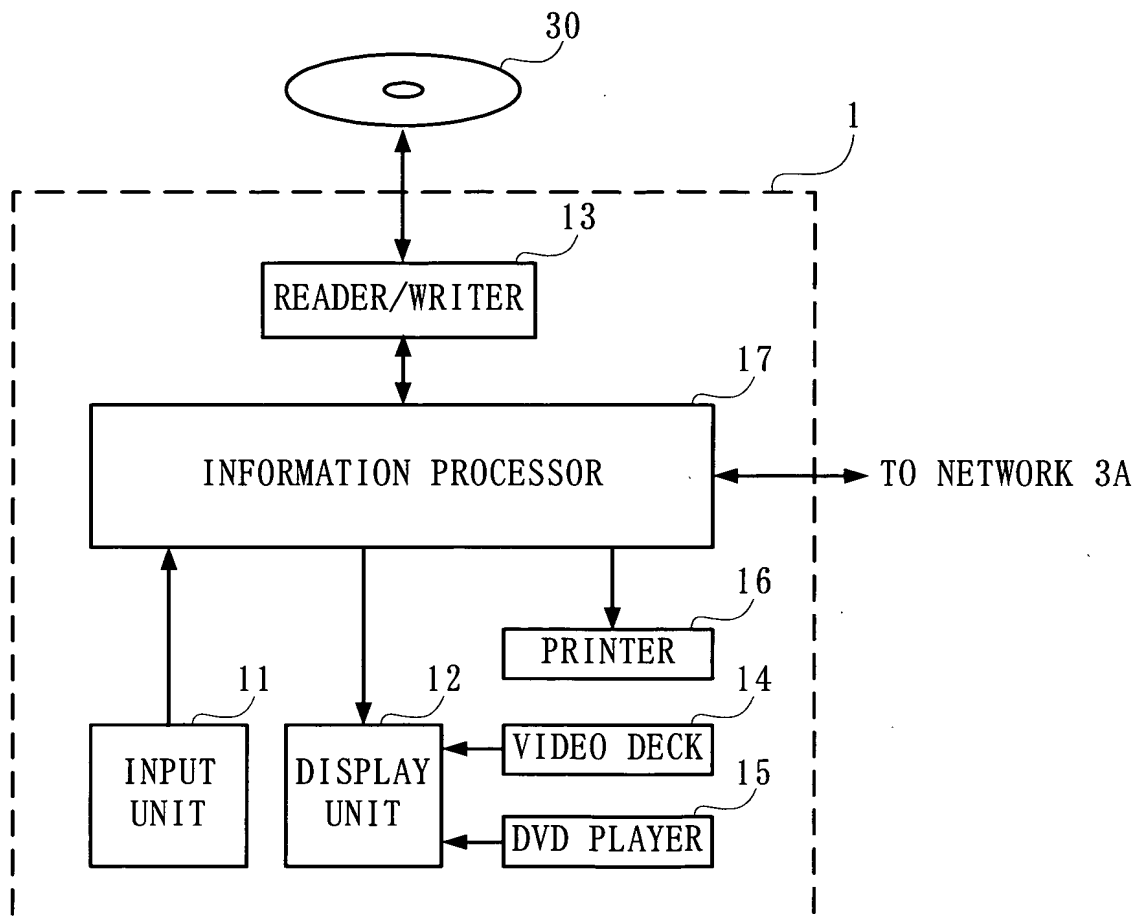 30
1
13
READER/WRITER
17
INFORMATION PROCESSOR
TO NETWORK 3A
16
PRINTER
11
12
14
INPUT
UNIT
DISPLAY
UNIT
VIDEO DECK
15
DVD PLAYER